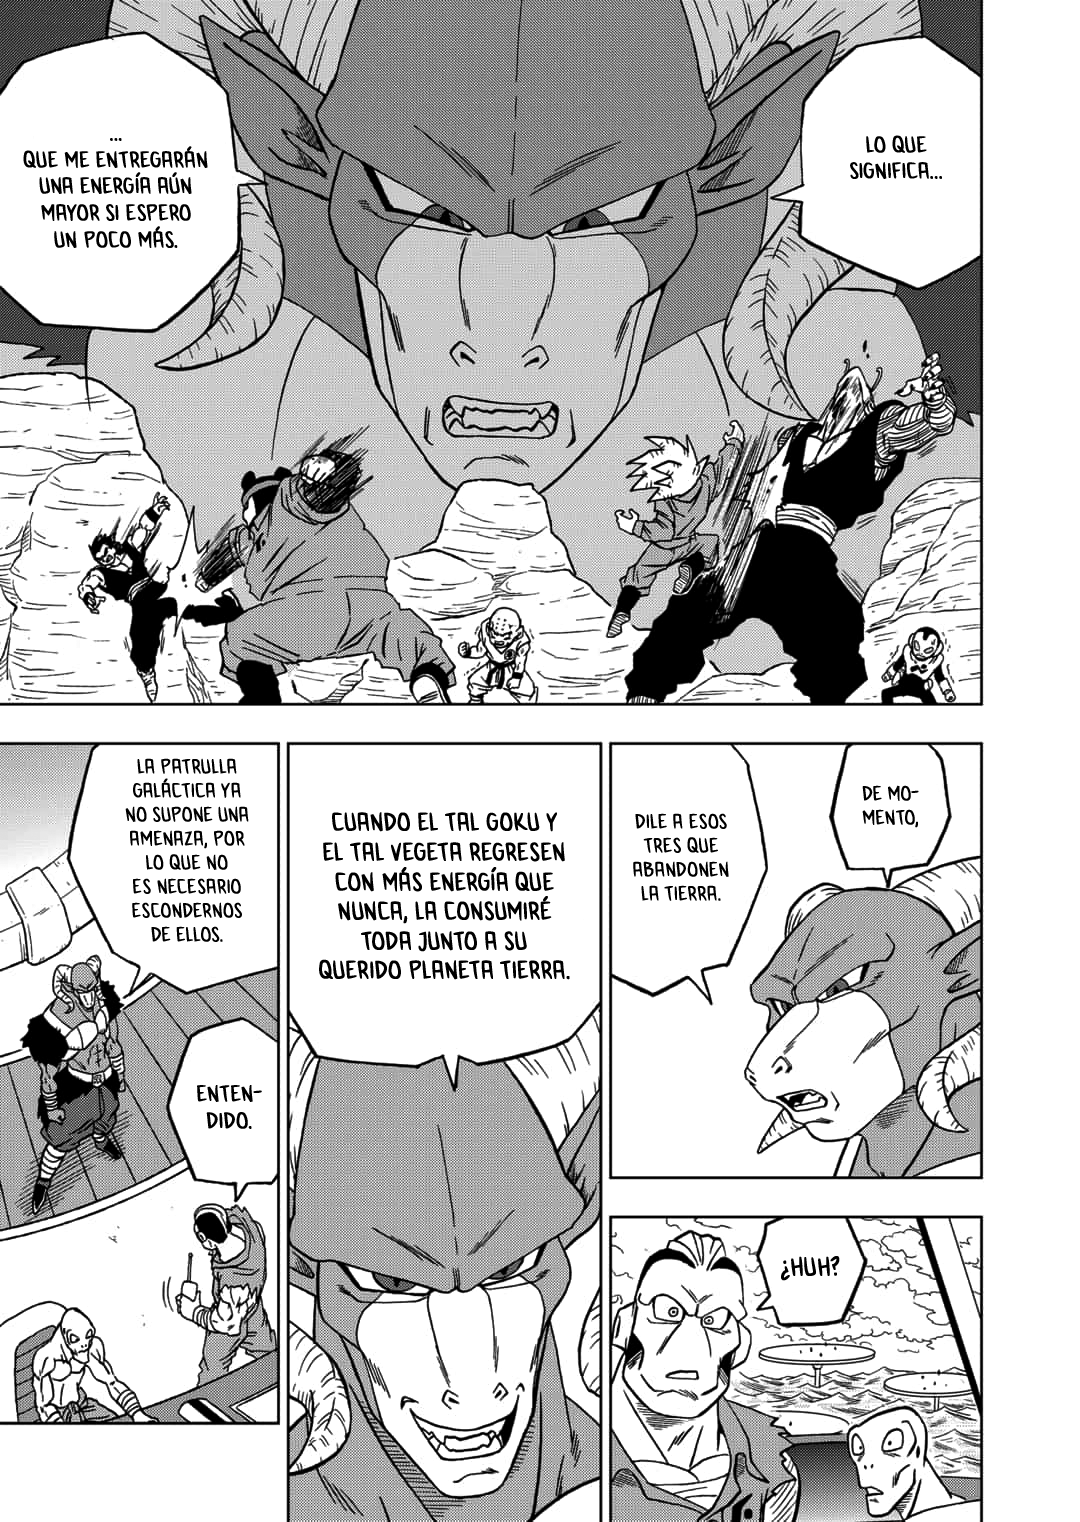 LO QUE
SIGNIFICA...
...
QUE ME ENTREGARÁN
UNA ENERGÍA AÚN
MAYOR SI ESPERO
UN POCO MÁS.
DE MO-
MENTO,
DILE A ESOS
TRES QUE
ABANDONEN
LA TIERRA.
¿HUH?
CUANDO EL TAL GOKU Y
EL TAL VEGETA REGRESEN
CON MÁS ENERGÍA QUE
NUNCA, LA CONSUMIRÉ
TODA JUNTO A SU
QUERIDO PLANETA TIERRA.
LA PATRULLA
GALÁCTICA YA
NO SUPONE UNA
AMENAZA, POR
LO QUE NO
ES NECESARIO
ESCONDERNOS
DE ELLOS.
ENTEN-
DIDO.